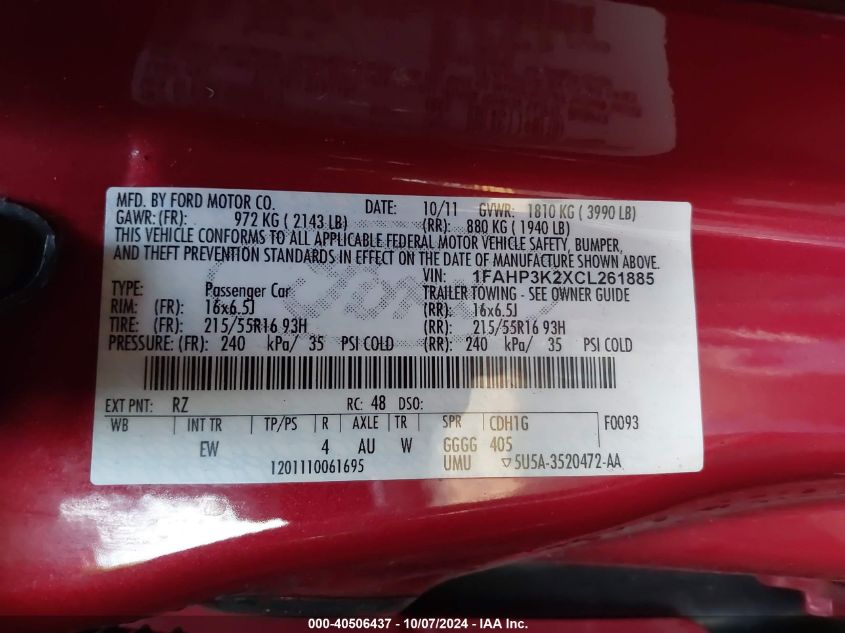 MFD. BY FORD MOTOR CO. DATE: 10/11 GVWR: 1810 KG ( 3990 LB)
GAWR: (FR): 972 KG ( 2143 LB) (RR): 880 KG ( 1940 LB)
THIS VEHICLE CONFORMS TO ALL APPLICABLE FEDERAL MOTOR VEHICLE SAFETY, BUMPER,
AND THEFT PREVENTION STANDARDS IN EFFECT ON THE DATE OF MANUFACTURE SHOWN ABOVE.
VIN: 1FAHP3K2XCL261885
TYPE: Passenger Car TRAILER TOWING - SEE OWNER GUIDE
RIM: (FR): 16x6.5J (RR): 16x6.5J
TIRE: (FR): 215/55R16 93H (RR): 215/55R16 93H
PRESSURE: (FR): 240 kPa/ 35 PSI COLD (RR): 240 kPa/ 35 PSI COLD
EXT PNT: RZ RC: 48 DSO:
WB INT TR TP/PS R AXLE TR SPR CDH1G F0093
EW 4 AU W GGGG 405
1201110061695 UMU ▽5U5A-3520472-AA
000-40506437 - 10/07/2024 - IAA Inc.